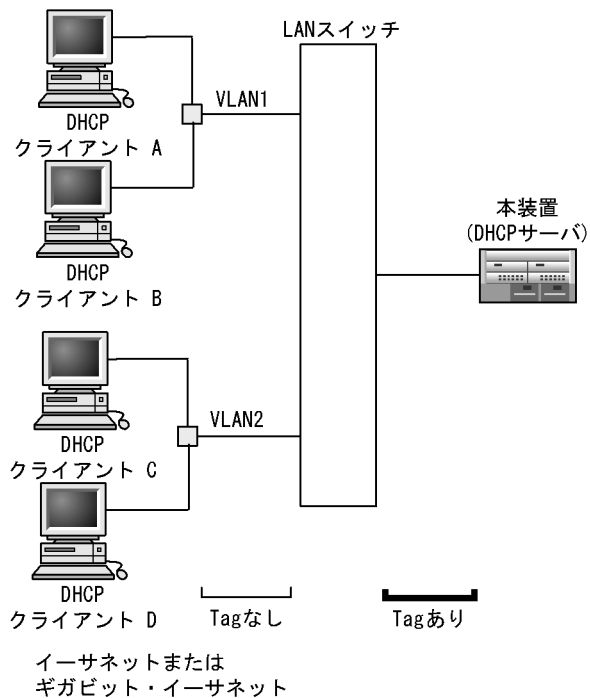 LANスイッチ
VLAN1
DHCP
クライアント A
本装置
(DHCPサーバ)
DHCP
クライアント B
VLAN2
DHCP
クライアント C
DHCP
クライアント D
Tagなし
Tagあり
イーサネットまたは
ギガビット・イーサネット